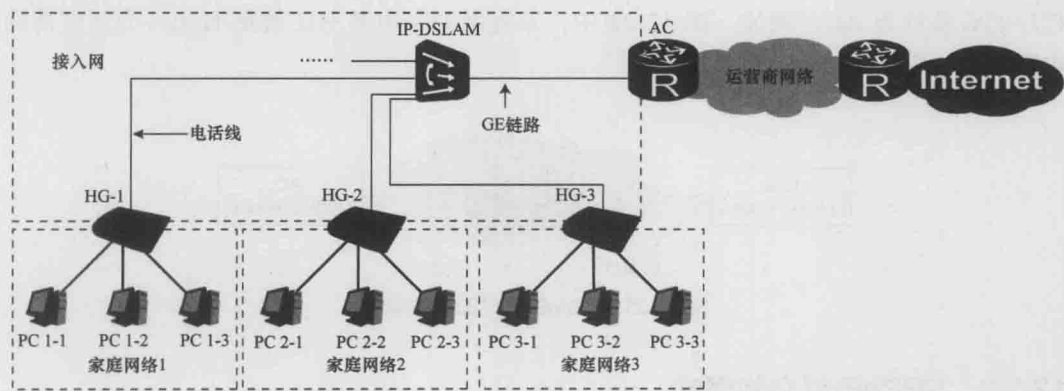 IP-DSLAM
AC
接入网
……
R
运营商网络
R
Internet
电话线
GE链路
HG-1
HG-2
HG-3
PC 1-1
PC 1-2
PC 1-3
PC 2-1
PC 2-2
PC 2-3
PC 3-1
PC 3-2
PC 3-3
家庭网络1
家庭网络2
家庭网络3